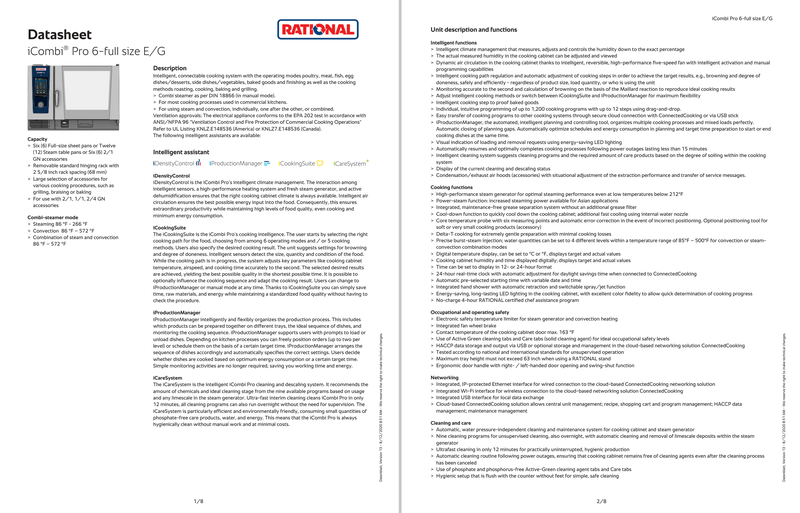 Datasheet
iCombi® Pro 6-full size E/G
RATIONAL
Capacity
> Six (6) Full-size sheet pans or Twelve
(12) Steam table pans or Six (6) 2/1
GN accessories
> Removable standard hinging rack with
2 5/8 inch rack spacing (68 mm)
> Large selection of accessories for
various cooking procedures, such as
grilling, braising or baking
> For use with 2/1, 1/1, 2/4 GN
accessories
Combi-steamer mode
> Steaming 86 °F - 266 °F
> Convection 86 °F – 572 °F
> Combination of steam and convection
86 °F – 572 °F
Description
Intelligent, connectable cooking system with the operating modes poultry, meat, fish, egg
dishes/desserts, side dishes/vegetables, baked goods and finishing as well as the cooking
methods roasting, cooking, baking and grilling.
> Combi steamer as per DIN 18866 (in manual mode).
> For most cooking processes used in commercial kitchens.
> For using steam and convection, individually, one after the other, or combined.
Ventilation approvals. The electrical appliance conforms to the EPA 202 test in accordance with
ANSI/NFPA 96 "Ventilation Control and Fire Protection of Commercial Cooking Operations"
Refer to UL Listing KNLZ.E148536 (America) or KNLZ7.E148536 (Canada).
The following intelligent assistants are available:
Intelligent assistant
iDensityControl iProductionManager iCookingSuite iCareSystem+
iDensityControl
iDensityControl is the iCombi Pro's intelligent climate management. The interaction among
intelligent sensors, a high-performance heating system and fresh steam generator, and active
dehumidification ensures that the right cooking cabinet climate is always available. Intelligent air
circulation ensures the best possible energy input into the food. Consequently, this ensures
extraordinary productivity while maintaining high levels of food quality, even cooking and
minimum energy consumption.
iCookingSuite
The iCookingSuite is the iCombi Pro's cooking intelligence. The user starts by selecting the right
cooking path for the food, choosing from among 6 operating modes and / or 5 cooking
methods. Users also specify the desired cooking result. The unit suggests settings for browning
and degree of doneness. Intelligent sensors detect the size, quantity and condition of the food.
While the cooking path is in progress, the system adjusts key parameters like cooking cabinet
temperature, airspeed, and cooking time accurately to the second. The selected desired results
are achieved, yielding the best possible quality in the shortest possible time. It is possible to
optionally influence the cooking sequence and adapt the cooking result. Users can change to
iProductionManager or manual mode at any time. Thanks to iCookingSuite you can simply save
time, raw materials, and energy while maintaining a standardized food quality without having to
check the procedure.
iProductionManager
iProductionManager intelligently and flexibly organizes the production process. This includes
which products can be prepared together on different trays, the ideal sequence of dishes, and
monitoring the cooking sequence. iProductionManager supports users with prompts to load or
unload dishes. Depending on kitchen processes you can freely position orders (up to two per
level) or schedule them on the basis of a certain target time. iProductionManager arranges the
sequence of dishes accordingly and automatically specifies the correct settings. Users decide
whether dishes are cooked based on optimum energy consumption or a certain target time.
Simple monitoring activities are no longer required, saving you working time and energy.
iCareSystem
The iCareSystem is the intelligent iCombi Pro cleaning and descaling system. It recommends the
amount of chemicals and ideal cleaning stage from the nine available programs based on usage
and any limescale in the steam generator. Ultra-fast interim cleaning cleans iCombi Pro in only
12 minutes, all cleaning programs can also run overnight without the need for supervision. The
iCareSystem is particularly efficient and environmentally friendly, consuming small quantities of
phosphate-free care products, water, and energy. This means that the iCombi Pro is always
hygienically clean without manual work and at minimal costs.
1/8
iCombi Pro 6-full size E/G
Unit description and functions
Intelligent functions
> Intelligent climate management that measures, adjusts and controls the humidity down to the exact percentage
> The actual measured humidity in the cooking cabinet can be adjusted and viewed
> Dynamic air circulation in the cooking cabinet thanks to intelligent, reversible, high-performance five-speed fan with intelligent activation and manual
programming capabilities
> Intelligent cooking path regulation and automatic adjustment of cooking steps in order to achieve the target results, e.g., browning and degree of
doneness, safely and efficiently - regardless of product size, load quantity, or who is using the unit
> Monitoring accurate to the second and calculation of browning on the basis of the Maillard reaction to reproduce ideal cooking results
> Adjust intelligent cooking methods or switch between iCookingSuite and iProductionManager for maximum flexibility
> Intelligent cooking step to proof baked goods
> Individual, intuitive programming of up to 1,200 cooking programs with up to 12 steps using drag-and-drop.
> Easy transfer of cooking programs to other cooking systems through secure cloud connection with ConnectedCooking or via USB stick
> iProductionManager, the automated, intelligent planning and controlling tool, organizes multiple cooking processes and mixed loads perfectly.
Automatic closing of planning gaps. Automatically optimizes schedules and energy consumption in planning and target time preparation to start or end
cooking dishes at the same time.
> Visual indication of loading and removal requests using energy-saving LED lighting
> Automatically resumes and optimally completes cooking processes following power outages lasting less than 15 minutes
> Intelligent cleaning system suggests cleaning programs and the required amount of care products based on the degree of soiling within the cooking
system
> Display of the current cleaning and descaling status
> Condensation/exhaust air hoods (accessories) with situational adjustment of the extraction performance and transfer of service messages.
Cooking functions
> High-performance steam generator for optimal steaming performance even at low temperatures below 212°F
> Power-steam function: increased steaming power available for Asian applications
> Integrated, maintenance-free grease separation system without an additional grease filter
> Cool-down function to quickly cool down the cooking cabinet; additional fast cooling using internal water nozzle
> Core temperature probe with six measuring points and automatic error correction in the event of incorrect positioning. Optional positioning tool for
soft or very small cooking products (accessory)
> Delta-T cooking for extremely gentle preparation with minimal cooking losses
> Precise burst-steam injection; water quantities can be set to 4 different levels within a temperature range of 85°F – 500°F for convection or steam-
convection combination modes
> Digital temperature display, can be set to °C or °F, displays target and actual values
> Cooking cabinet humidity and time displayed digitally; displays target and actual values
> Time can be set to display in 12- or 24-hour format
> 24-hour real-time clock with automatic adjustment for daylight savings time when connected to ConnectedCooking
> Automatic pre-selected starting time with variable date and time
> Integrated hand shower with automatic retraction and switchable spray/jet function
> Energy-saving, long-lasting LED lighting in the cooking cabinet, with excellent color fidelity to allow quick determination of cooking progress
> No-charge 4-hour RATIONAL certified chef assistance program
Occupational and operating safety
> Electronic safety temperature limiter for steam generator and convection heating
> Integrated fan wheel brake
> Contact temperature of the cooking cabinet door max. 163 °F
> Use of Active Green cleaning tabs and Care tabs (solid cleaning agent) for ideal occupational safety levels
> HACCP data storage and output via USB or optional storage and management in the cloud-based networking solution ConnectedCooking
> Tested according to national and international standards for unsupervised operation
> Maximum tray height must not exceed 63 inch when using a RATIONAL stand
> Ergonomic door handle with right- / left-handed door opening and swing-shut function
Networking
> Integrated, IP-protected Ethernet interface for wired connection to the cloud-based ConnectedCooking networking solution
> Integrated Wi-Fi interface for wireless connection to the cloud-based networking solution ConnectedCooking
> Integrated USB interface for local data exchange
> Cloud-based ConnectedCooking solution allows central unit management; recipe, shopping cart and program management; HACCP data
management; maintenance management
Cleaning and care
> Automatic, water pressure-independent cleaning and maintenance system for cooking cabinet and steam generator
> Nine cleaning programs for unsupervised cleaning, also overnight, with automatic cleaning and removal of limescale deposits within the steam
generator
> Ultrafast cleaning in only 12 minutes for practically uninterrupted, hygienic production
> Automatic cleaning routine following power outages, ensuring that cooking cabinet remains free of cleaning agents even after the cleaning process
has been canceled
> Use of phosphate and phosphorus-free Active-Green cleaning agent tabs and Care tabs
> Hygienic setup that is flush with the counter without feet for simple, safe cleaning
2/8